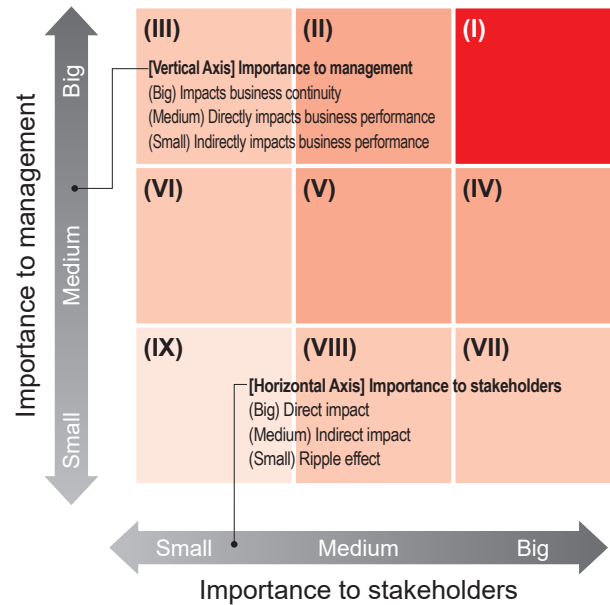 (III)
(II)
(I)
[Vertical Axis] Importance to management
(Big) Impacts business continuity
(Medium) Directly impacts business performance
(Small) Indirectly impacts business performance
(VI)
(V)
(IV)
(IX)
(VIII)
(VII)
[Horizontal Axis] Importance to stakeholders
(Big) Direct impact
(Medium) Indirect impact
(Small) Ripple effect
Importance to management
Big
Medium
Small
Small
Medium
Big
Importance to stakeholders